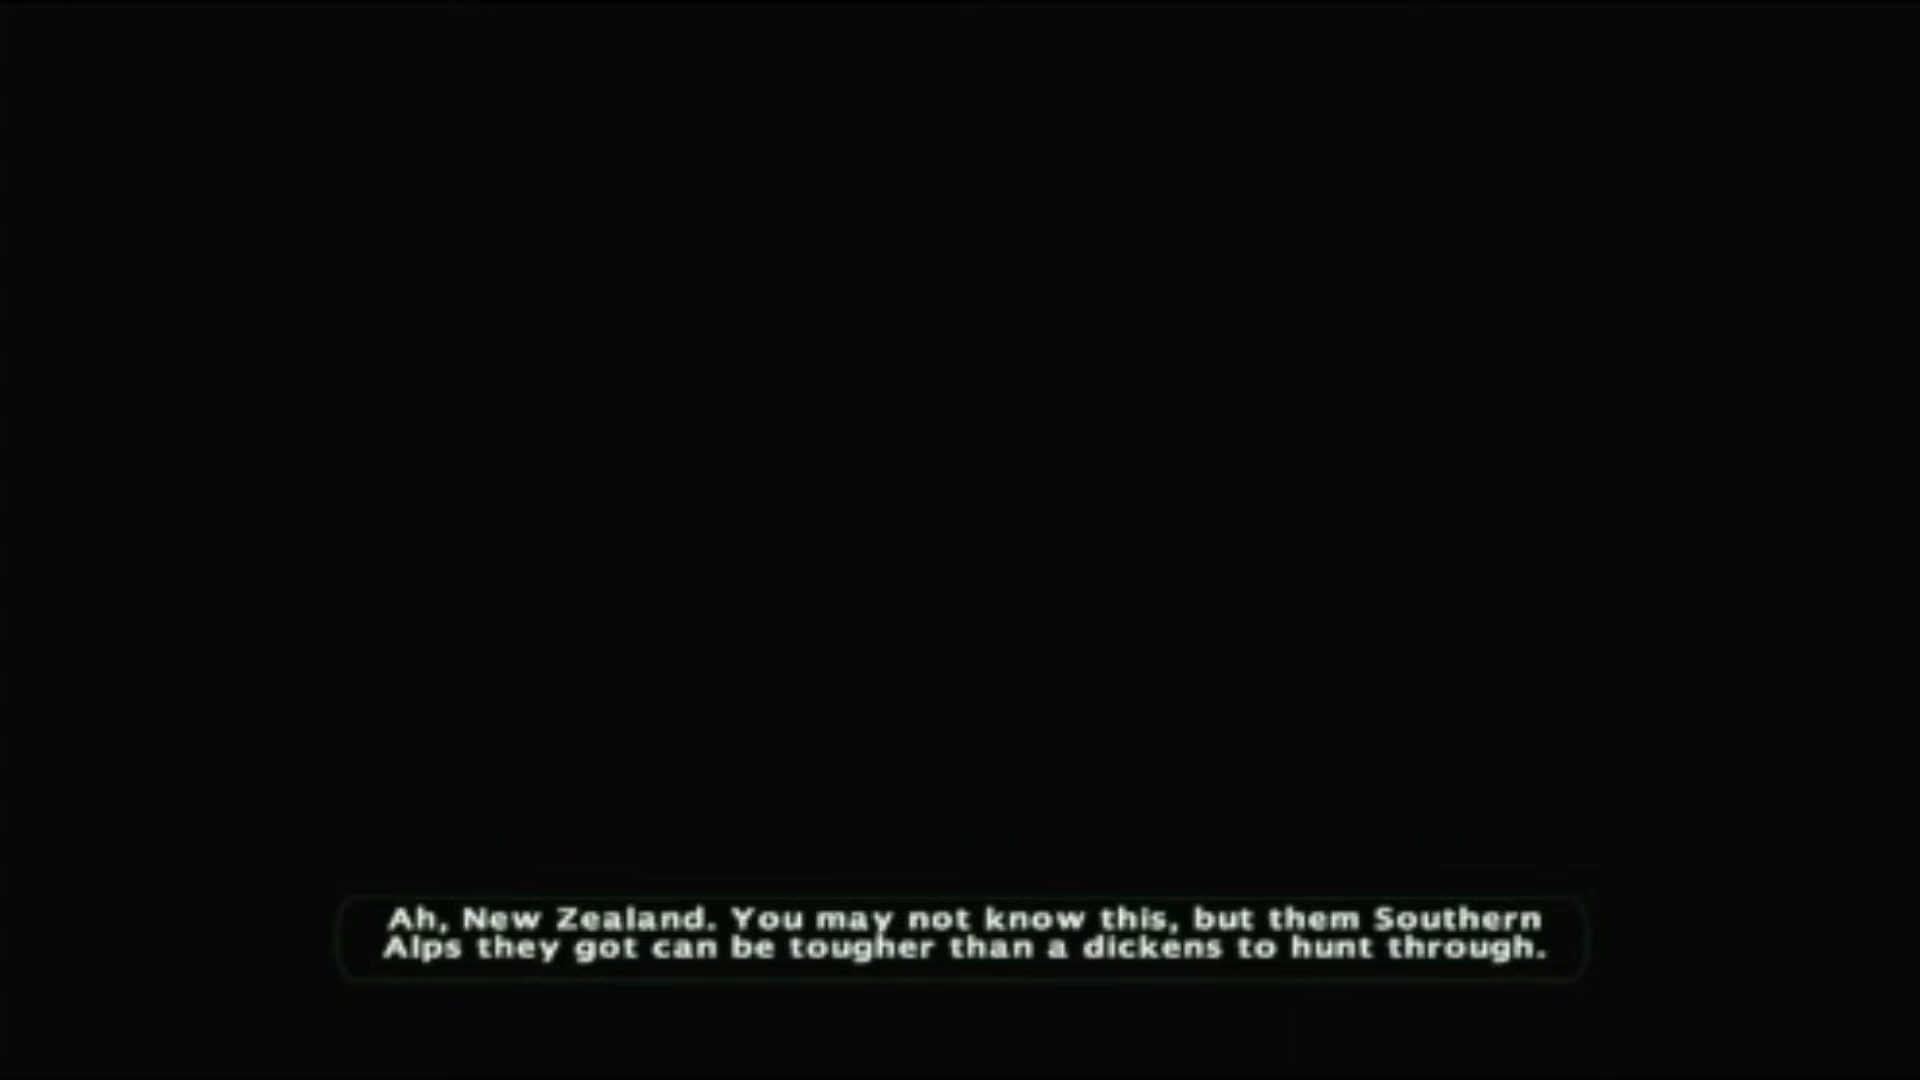 Ah, New Zealand. You may not know this, but them Southern
Alps they got can be tougher than a dickens to hunt through.